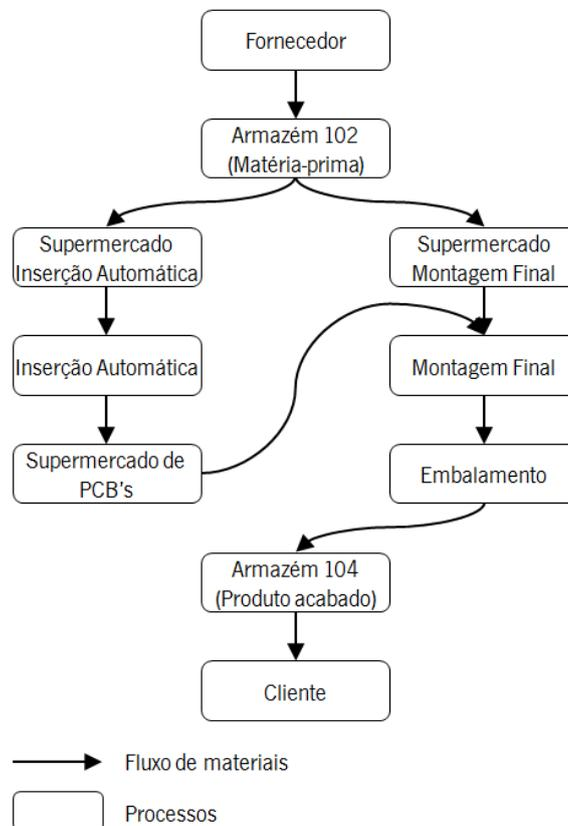 Fornecedor
Armazém 102
(Matéria-prima)
Supermercado
Inserção Automática
Supermercado
Montagem Final
Inserção Automática
Montagem Final
Supermercado de
PCB's
Embalamento
Armazém 104
(Produto acabado)
Cliente
Fluxo de materiais
Processos